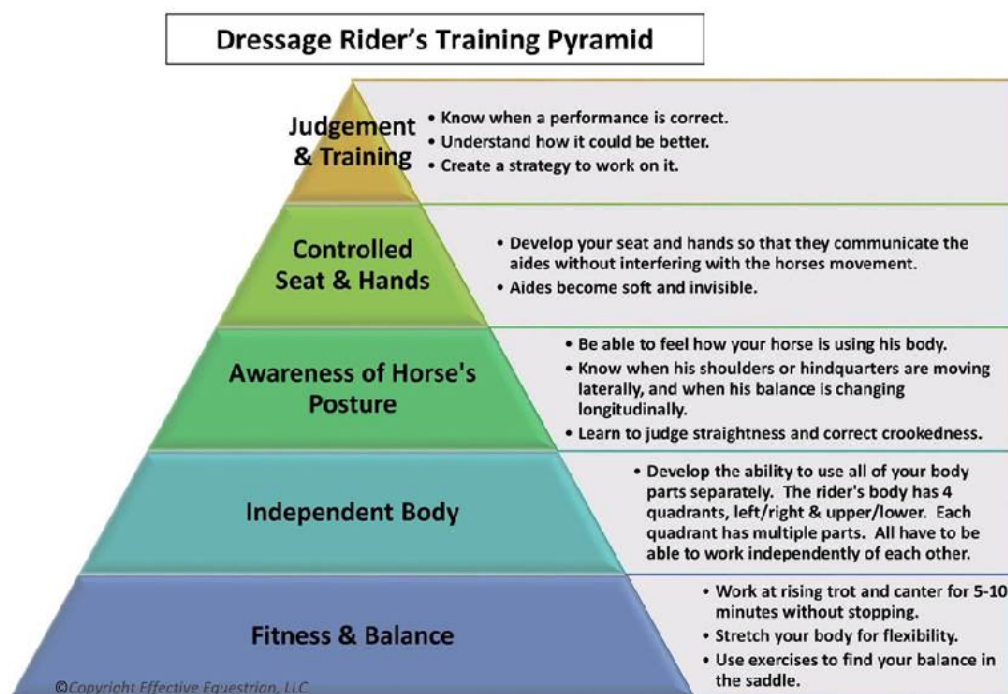 Dressage Rider's Training Pyramid
Judgement
& Training
• Know when a performance is correct.
• Understand how it could be better.
• Create a strategy to work on it.
Controlled
Seat & Hands
• Develop your seat and hands so that they communicate the
aides without interfering with the horses movement.
• Aides become soft and invisible.
Awareness of Horse's
Posture
• Be able to feel how your horse is using his body.
• Know when his shoulders or hindquarters are moving
laterally, and when his balance is changing
longitudinally.
• Learn to judge straightness and correct crookedness.
Independent Body
• Develop the ability to use all of your body
parts separately. The rider's body has 4
quadrants, left/right & upper/lower. Each
quadrant has multiple parts. All have to be
able to work independently of each other.
Fitness & Balance
• Work at rising trot and canter for 5-10
minutes without stopping.
• Stretch your body for flexibility.
• Use exercises to find your balance in
the saddle.
©Copyright Effective Equestrian, LLC